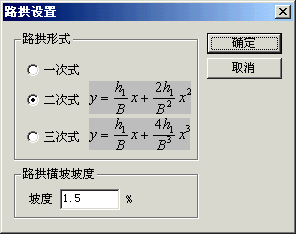 路拱设置
路拱形式
确定
取消
一次式
二次式 y = h₁/B x + 2h₁/B² x²
三次式 y = h₁/B x + 4h₁/B³ x³
路拱横坡坡度
坡度 1.5 %